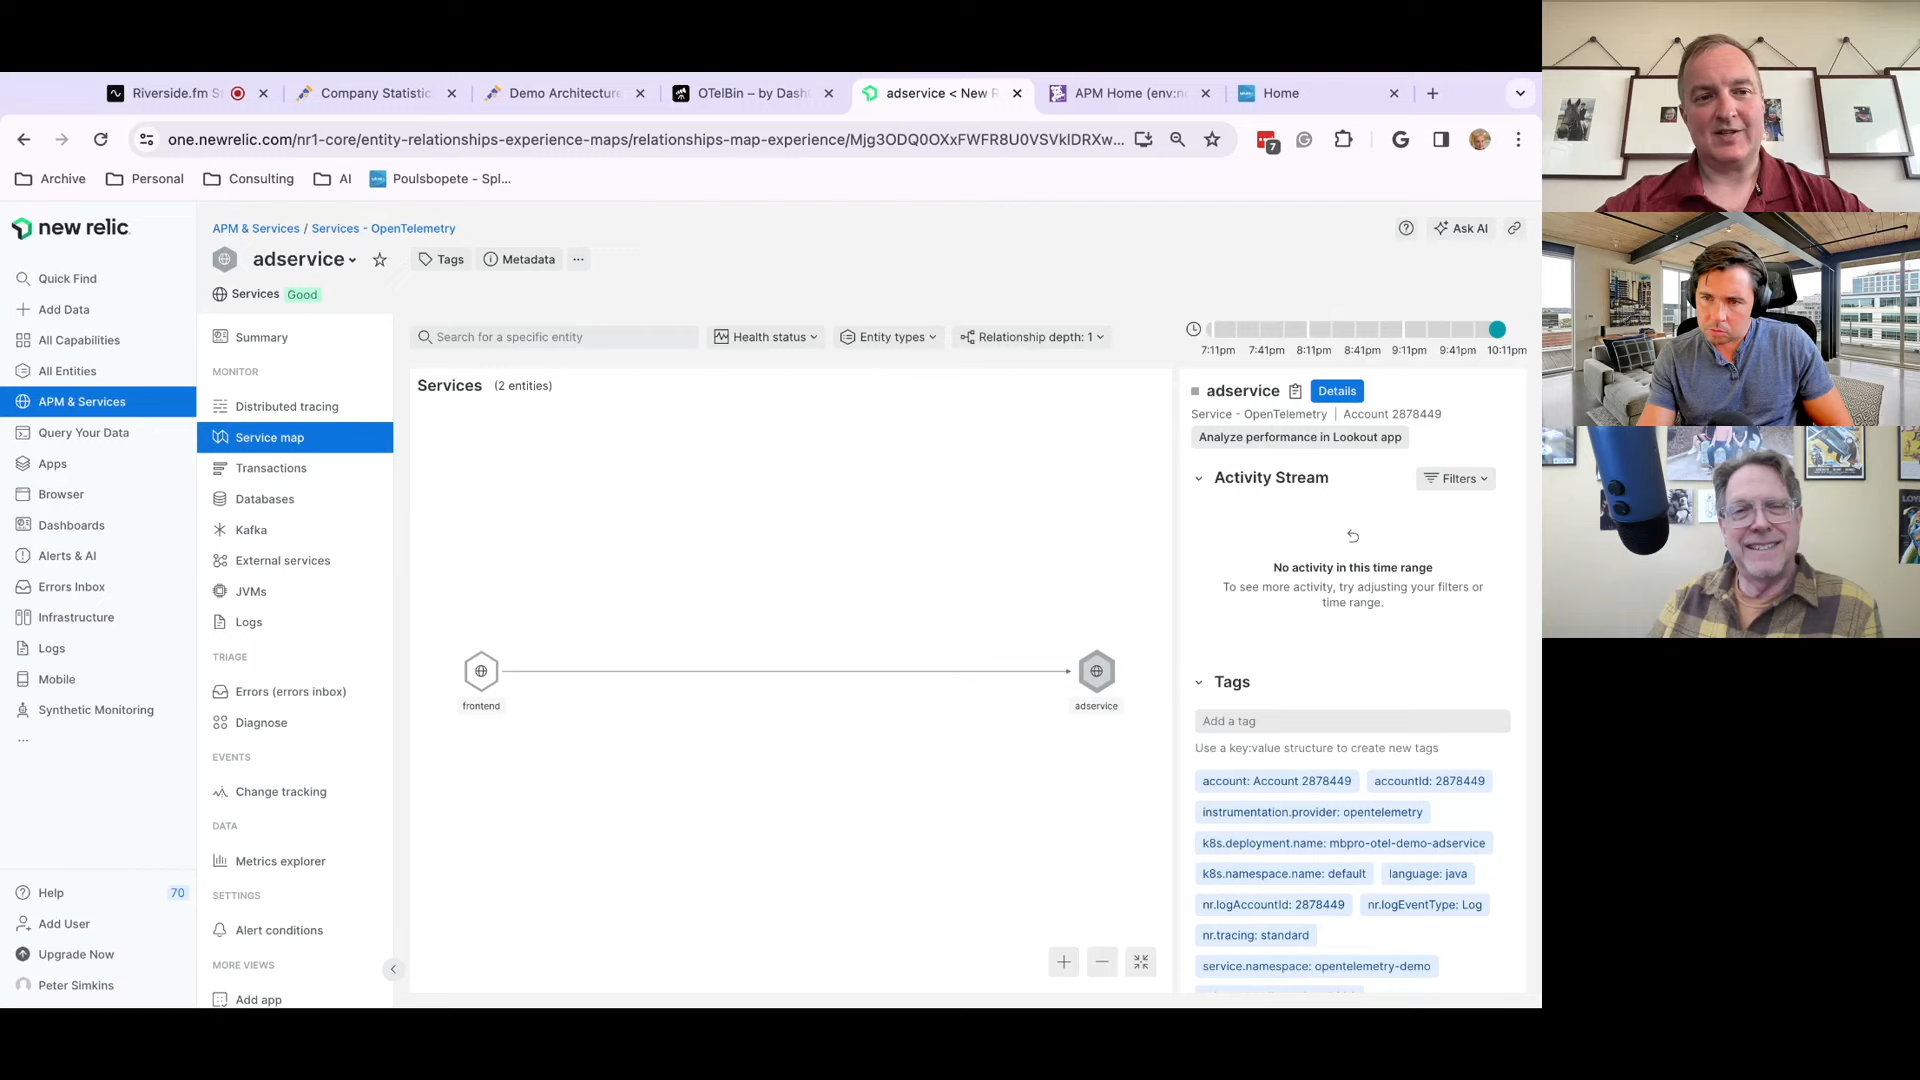 Riverside.fm S
Company Statistic
Demo Architecture
OTelBin – by Dash
adservice < New R
APM Home (env:n
Home
one.newrelic.com/nr1-core/entity-relationships-experience-maps/relationships-map-experience/Mjg3ODQ0OXxFWFR8U0VSVklDRXw...
7
Archive
Personal
Consulting
AI
Poulsbopete - Spl...
new relic
Quick Find
Add Data
All Capabilities
All Entities
APM & Services
Query Your Data
Apps
Browser
Dashboards
Alerts & AI
Errors Inbox
Infrastructure
Logs
Mobile
Synthetic Monitoring
...
Help 70
Add User
Upgrade Now
Peter Simkins
APM & Services / Services - OpenTelemetry
Ask AI
adservice
Tags
Metadata
...
Services Good
Summary
MONITOR
Distributed tracing
Service map
Transactions
Databases
Kafka
External services
JVMs
Logs
TRIAGE
Errors (errors inbox)
Diagnose
EVENTS
Change tracking
DATA
Metrics explorer
SETTINGS
Alert conditions
MORE VIEWS
Add app
Search for a specific entity
Health status
Entity types
Relationship depth: 1
7:11pm 7:41pm 8:11pm 8:41pm 9:11pm 9:41pm 10:11pm
Services (2 entities)
frontend
adservice
adservice
Details
Service - OpenTelemetry | Account 2878449
Analyze performance in Lookout app
Activity Stream
Filters
No activity in this time range
To see more activity, try adjusting your filters or
time range.
Tags
Add a tag
Use a key:value structure to create new tags
account: Account 2878449
accountId: 2878449
instrumentation.provider: opentelemetry
k8s.deployment.name: mbpro-otel-demo-adservice
k8s.namespace.name: default
language: java
nr.logAccountId: 2878449
nr.logEventType: Log
nr.tracing: standard
service.namespace: opentelemetry-demo